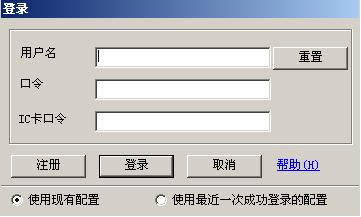 登录
用户名
重置
口令
IC卡口令
注册 登录 取消 帮助(H)
使用现有配置 使用最近一次成功登录的配置